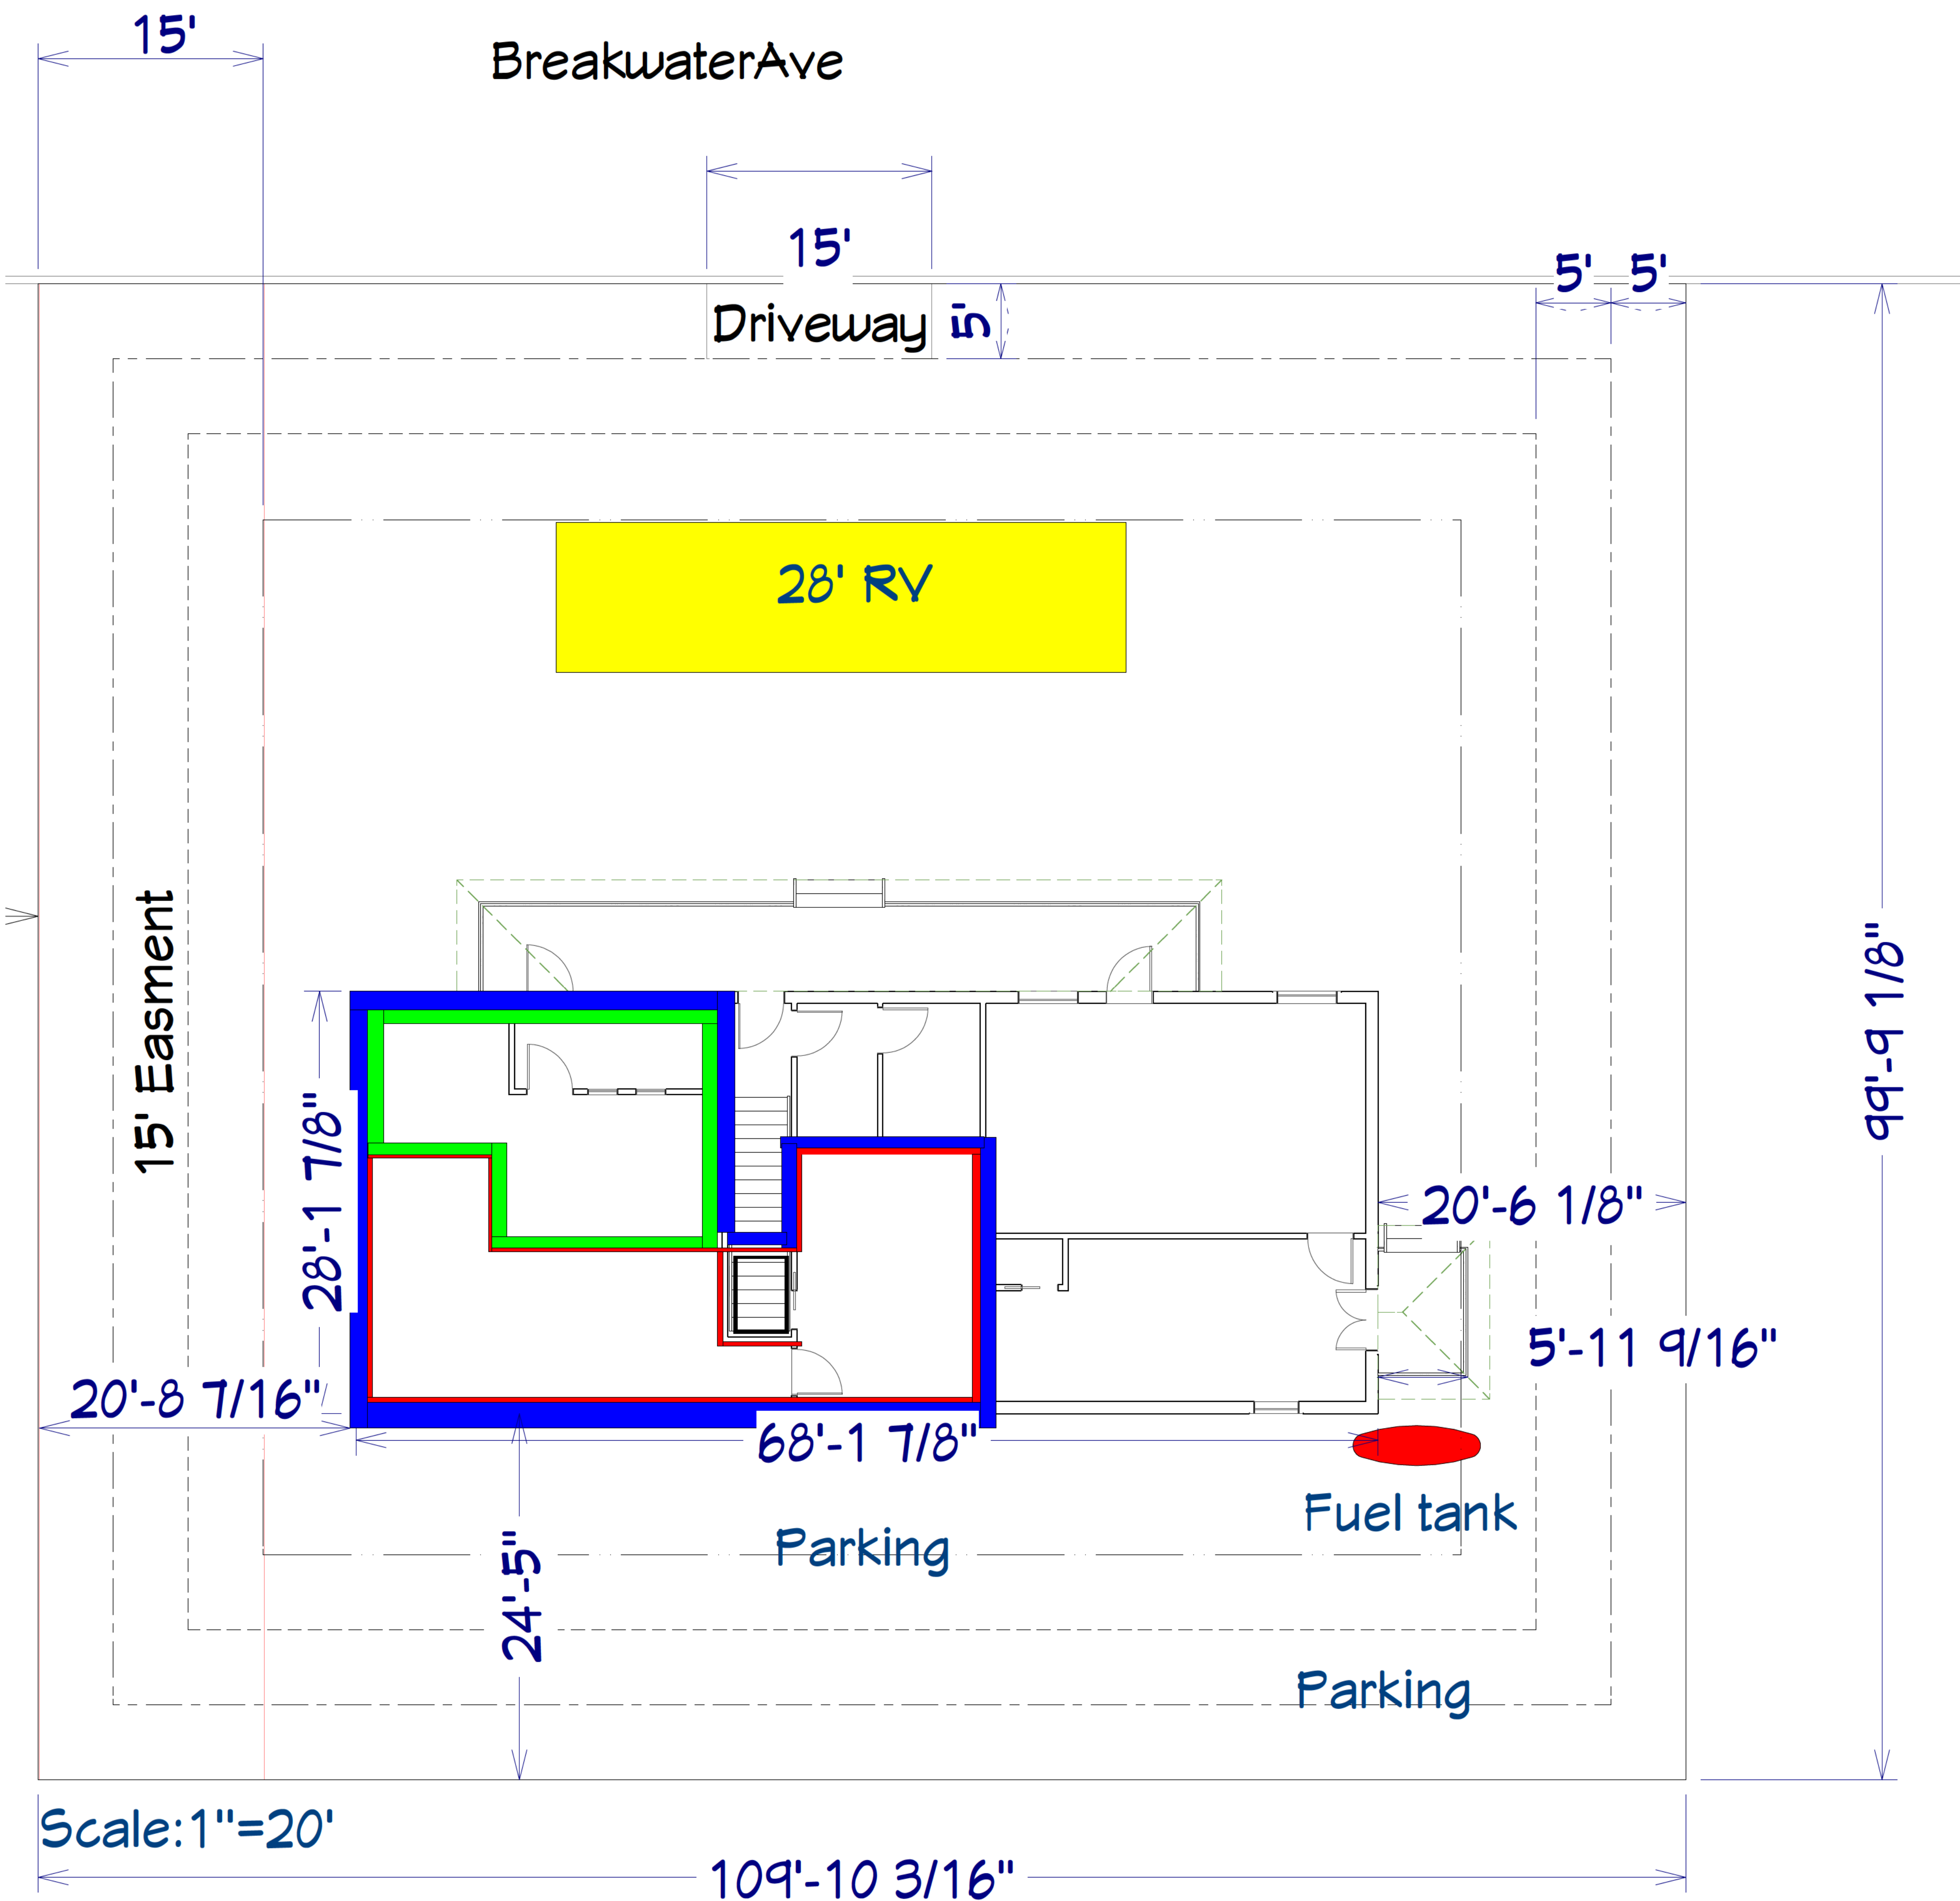 15'
BreakwaterAve
15'
5' 5'
Driveway 5'
28' RV
15' Easment
28'-1 7/8"
99'-9 1/8"
20'-6 1/8"
5'-11 9/16"
20'-8 7/16"
68'-1 7/8"
Fuel tank
Parking
24'-5"
Parking
Scale:1"=20'
109'-10 3/16"